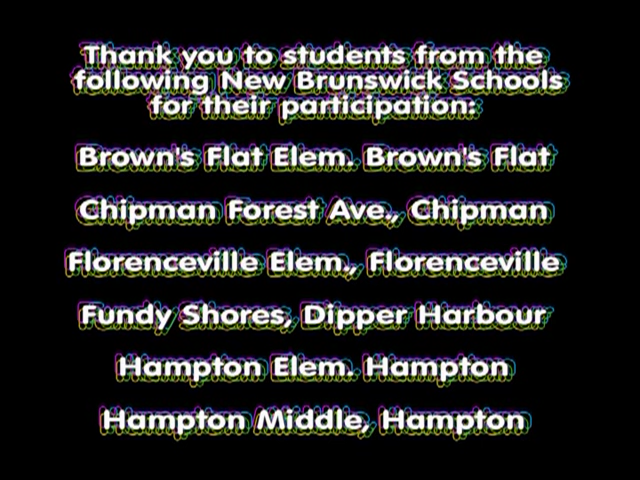 Thank you to students from the
following New Brunswick Schools
for their participation:
Brown's Flat Elem. Brown's Flat
Chipman Forest Ave., Chipman
Florenceville Elem., Florenceville
Fundy Shores, Dipper Harbour
Hampton Elem. Hampton
Hampton Middle, Hampton